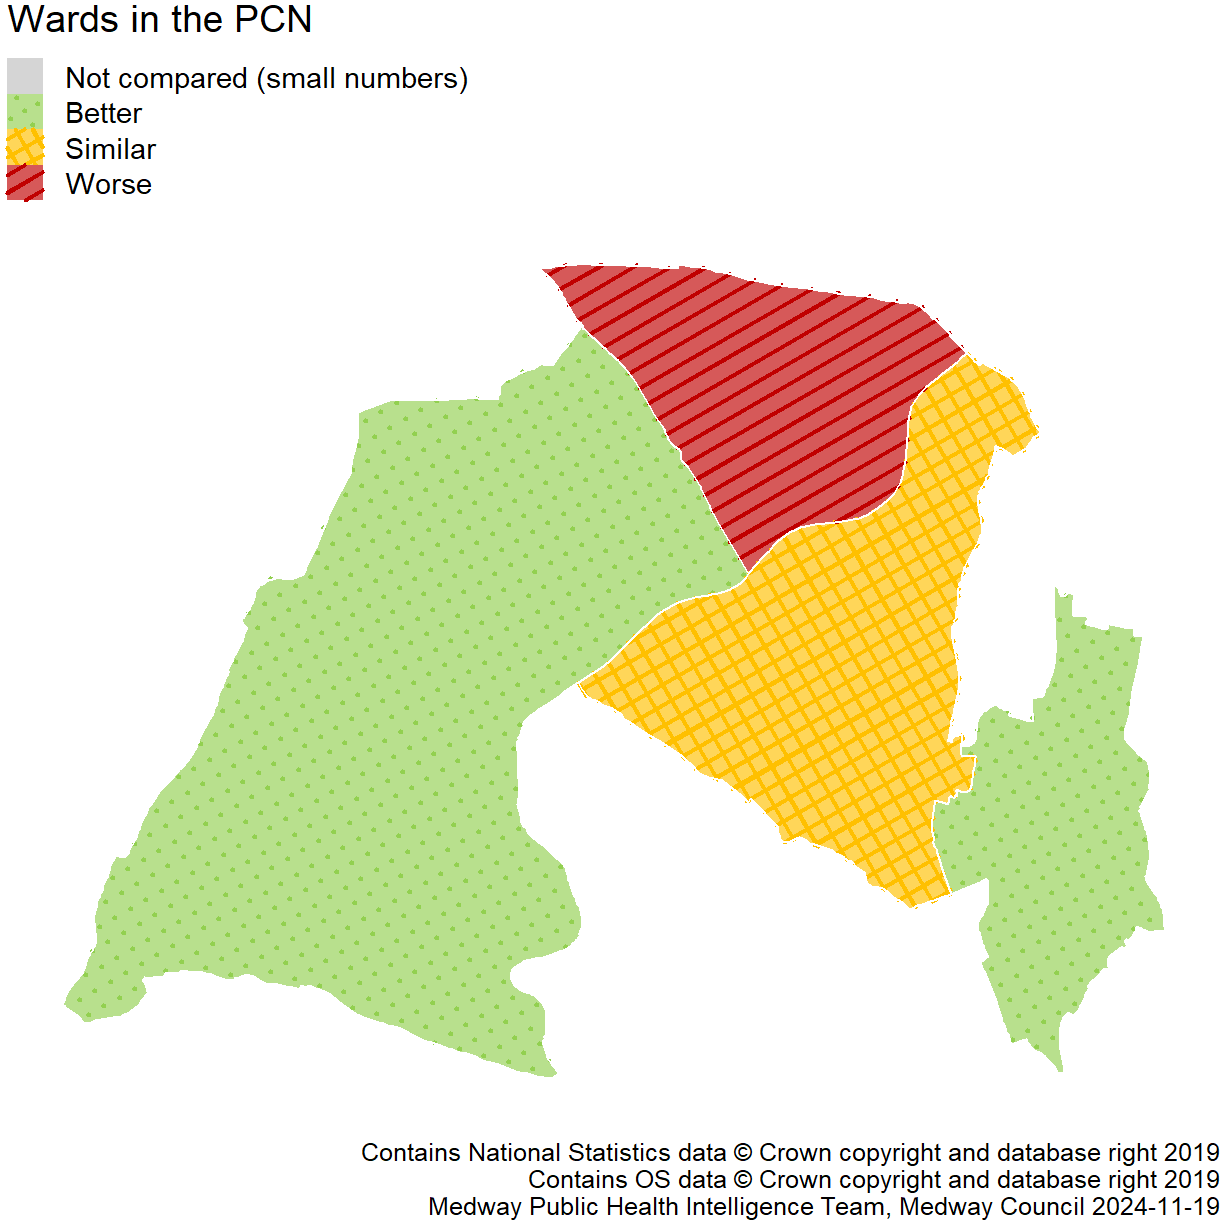 Wards in the PCN
Not compared (small numbers)
Better
Similar
Worse
Contains National Statistics data © Crown copyright and database right 2019
Contains OS data © Crown copyright and database right 2019
Medway Public Health Intelligence Team, Medway Council 2024-11-19